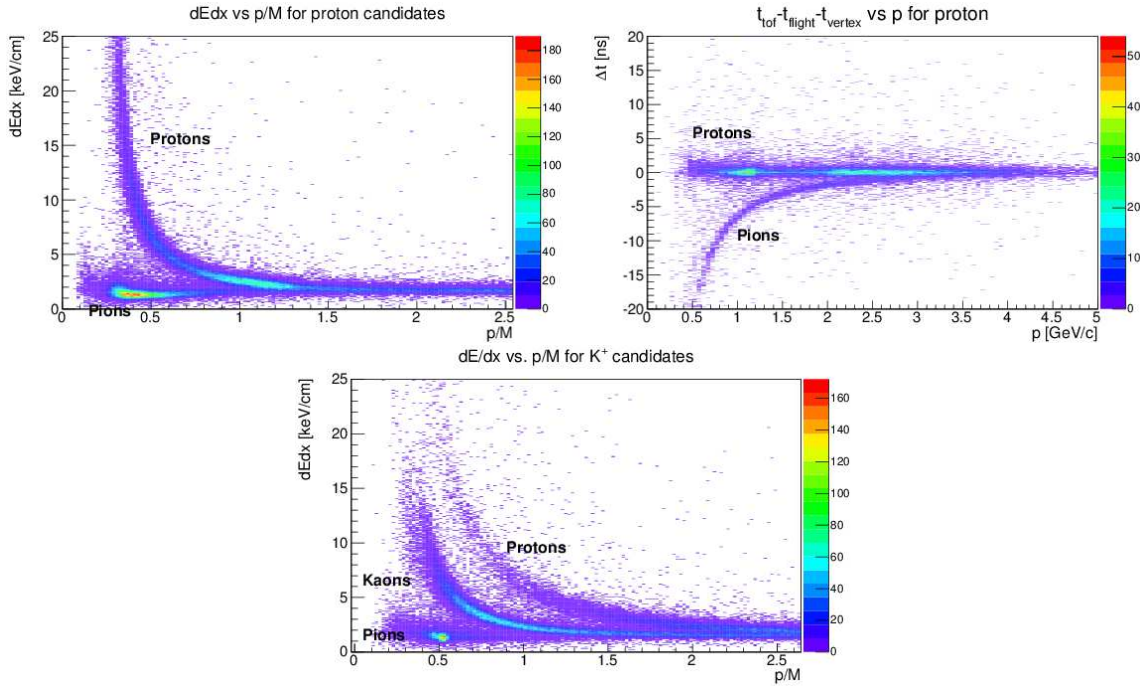 dEdx vs p/M for proton candidates
dEdx [keV/cm]
25
20
15
10
5
0
Protons
Pions
0 0.5 1 1.5 2 2.5
p/M
180
160
140
120
100
80
60
40
20
0
t_tof-t_flight-t_vertex vs p for proton
Δt [ns]
20
15
10
5
0
-5
-10
-15
-20
Protons
Pions
0 0.5 1 1.5 2 2.5 3 3.5 4 4.5 5
p [GeV/c]
50
40
30
20
10
0
dE/dx vs. p/M for K⁺ candidates
dEdx [keV/cm]
25
20
15
10
5
0
Protons
Kaons
Pions
0 0.5 1 1.5 2 2.5
p/M
160
140
120
100
80
60
40
20
0